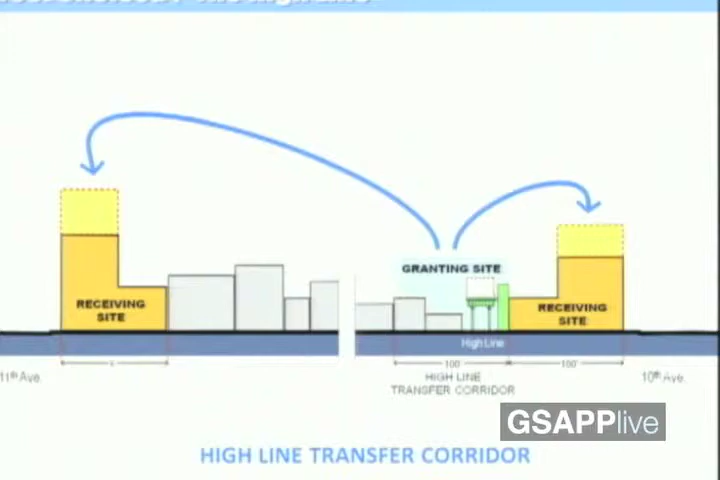 GRANTING SITE
RECEIVING
SITE
RECEIVING
SITE
High Line
100'
11th Ave.
HIGH LINE
TRANSFER CORRIDOR
10th Ave.
GSAPPlive
HIGH LINE TRANSFER CORRIDOR